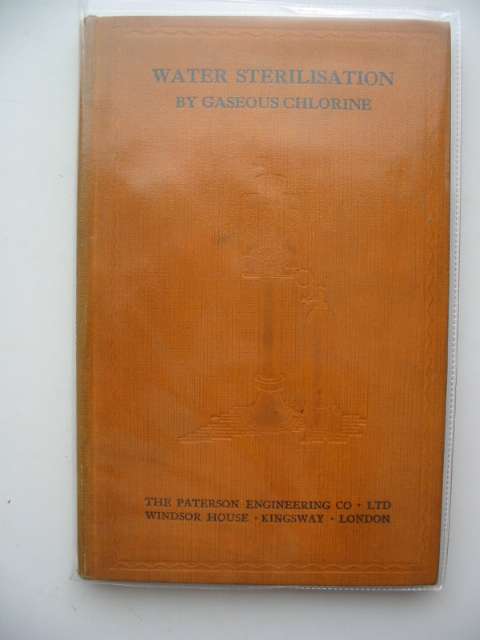 WATER STERILISATION
BY GASEOUS CHLORINE
THE PATERSON ENGINEERING CO · LTD
WINDSOR HOUSE · KINGSWAY · LONDON